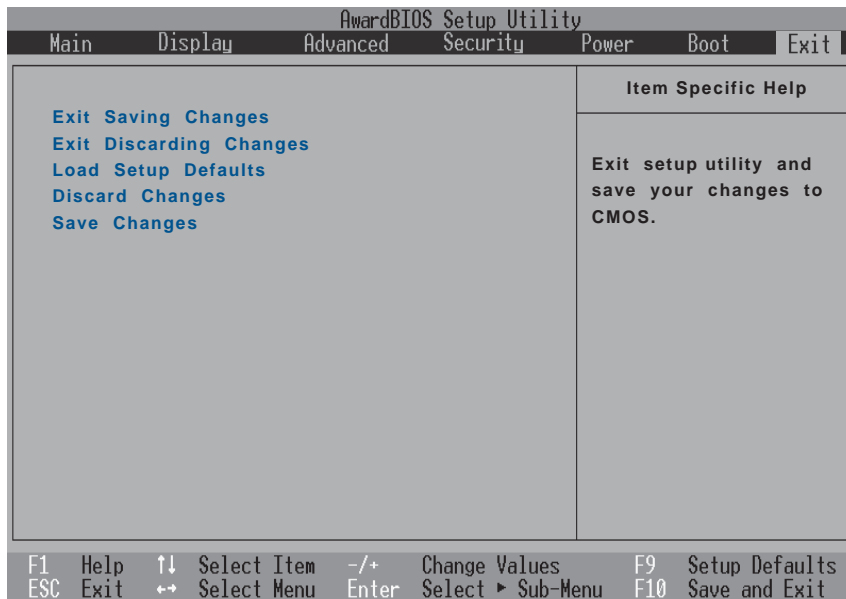 AwardBIOS Setup Utility
Main Display Advanced Security Power Boot Exit
Item Specific Help
Exit Saving Changes
Exit Discarding Changes
Load Setup Defaults
Discard Changes
Save Changes
Exit setup utility and
save your changes to
CMOS.
F1 Help ↑↓ Select Item -/+ Change Values F9 Setup Defaults
ESC Exit ←→ Select Menu Enter Select ► Sub-Menu F10 Save and Exit